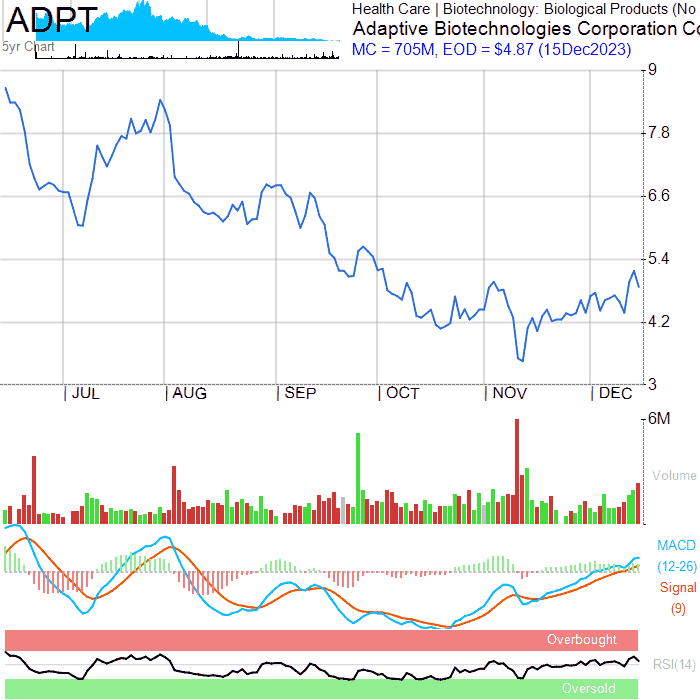 ADPT
5yr Chart
Health Care | Biotechnology: Biological Products (No
Adaptive Biotechnologies Corporation Co
MC = 705M, EOD = $4.87 (15Dec2023)
9
7.8
6.6
5.4
4.2
3
JUL
AUG
SEP
OCT
NOV
DEC
6M
Volume
MACD
(12-26)
Signal
(9)
Overbought
RSI(14)
Oversold